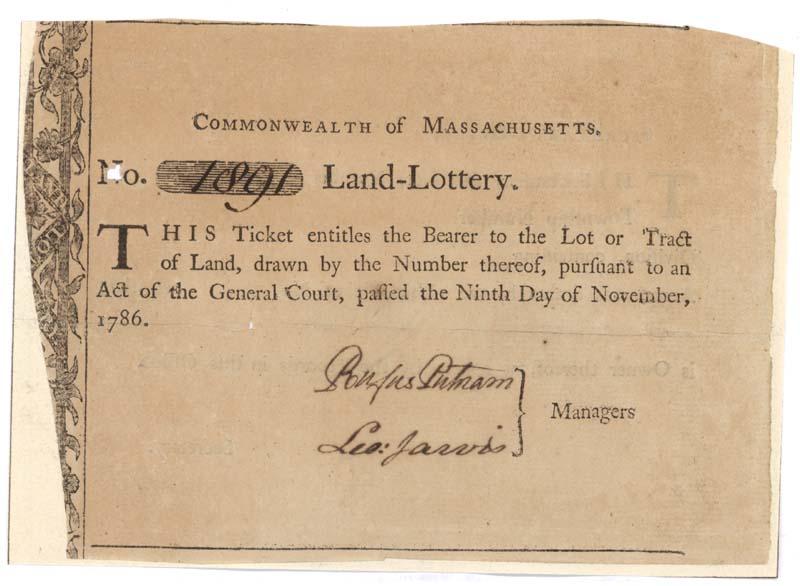 COMMONWEALTH of MASSACHUSETTS.
No. 1891 Land-Lottery.
THIS Ticket entitles the Bearer to the Lot or Tract
of Land, drawn by the Number thereof, purſuant to an
Act of the General Court, paſſed the Ninth Day of November,
1786.
Rufus Putnam
Leo: Jarvis
Managers